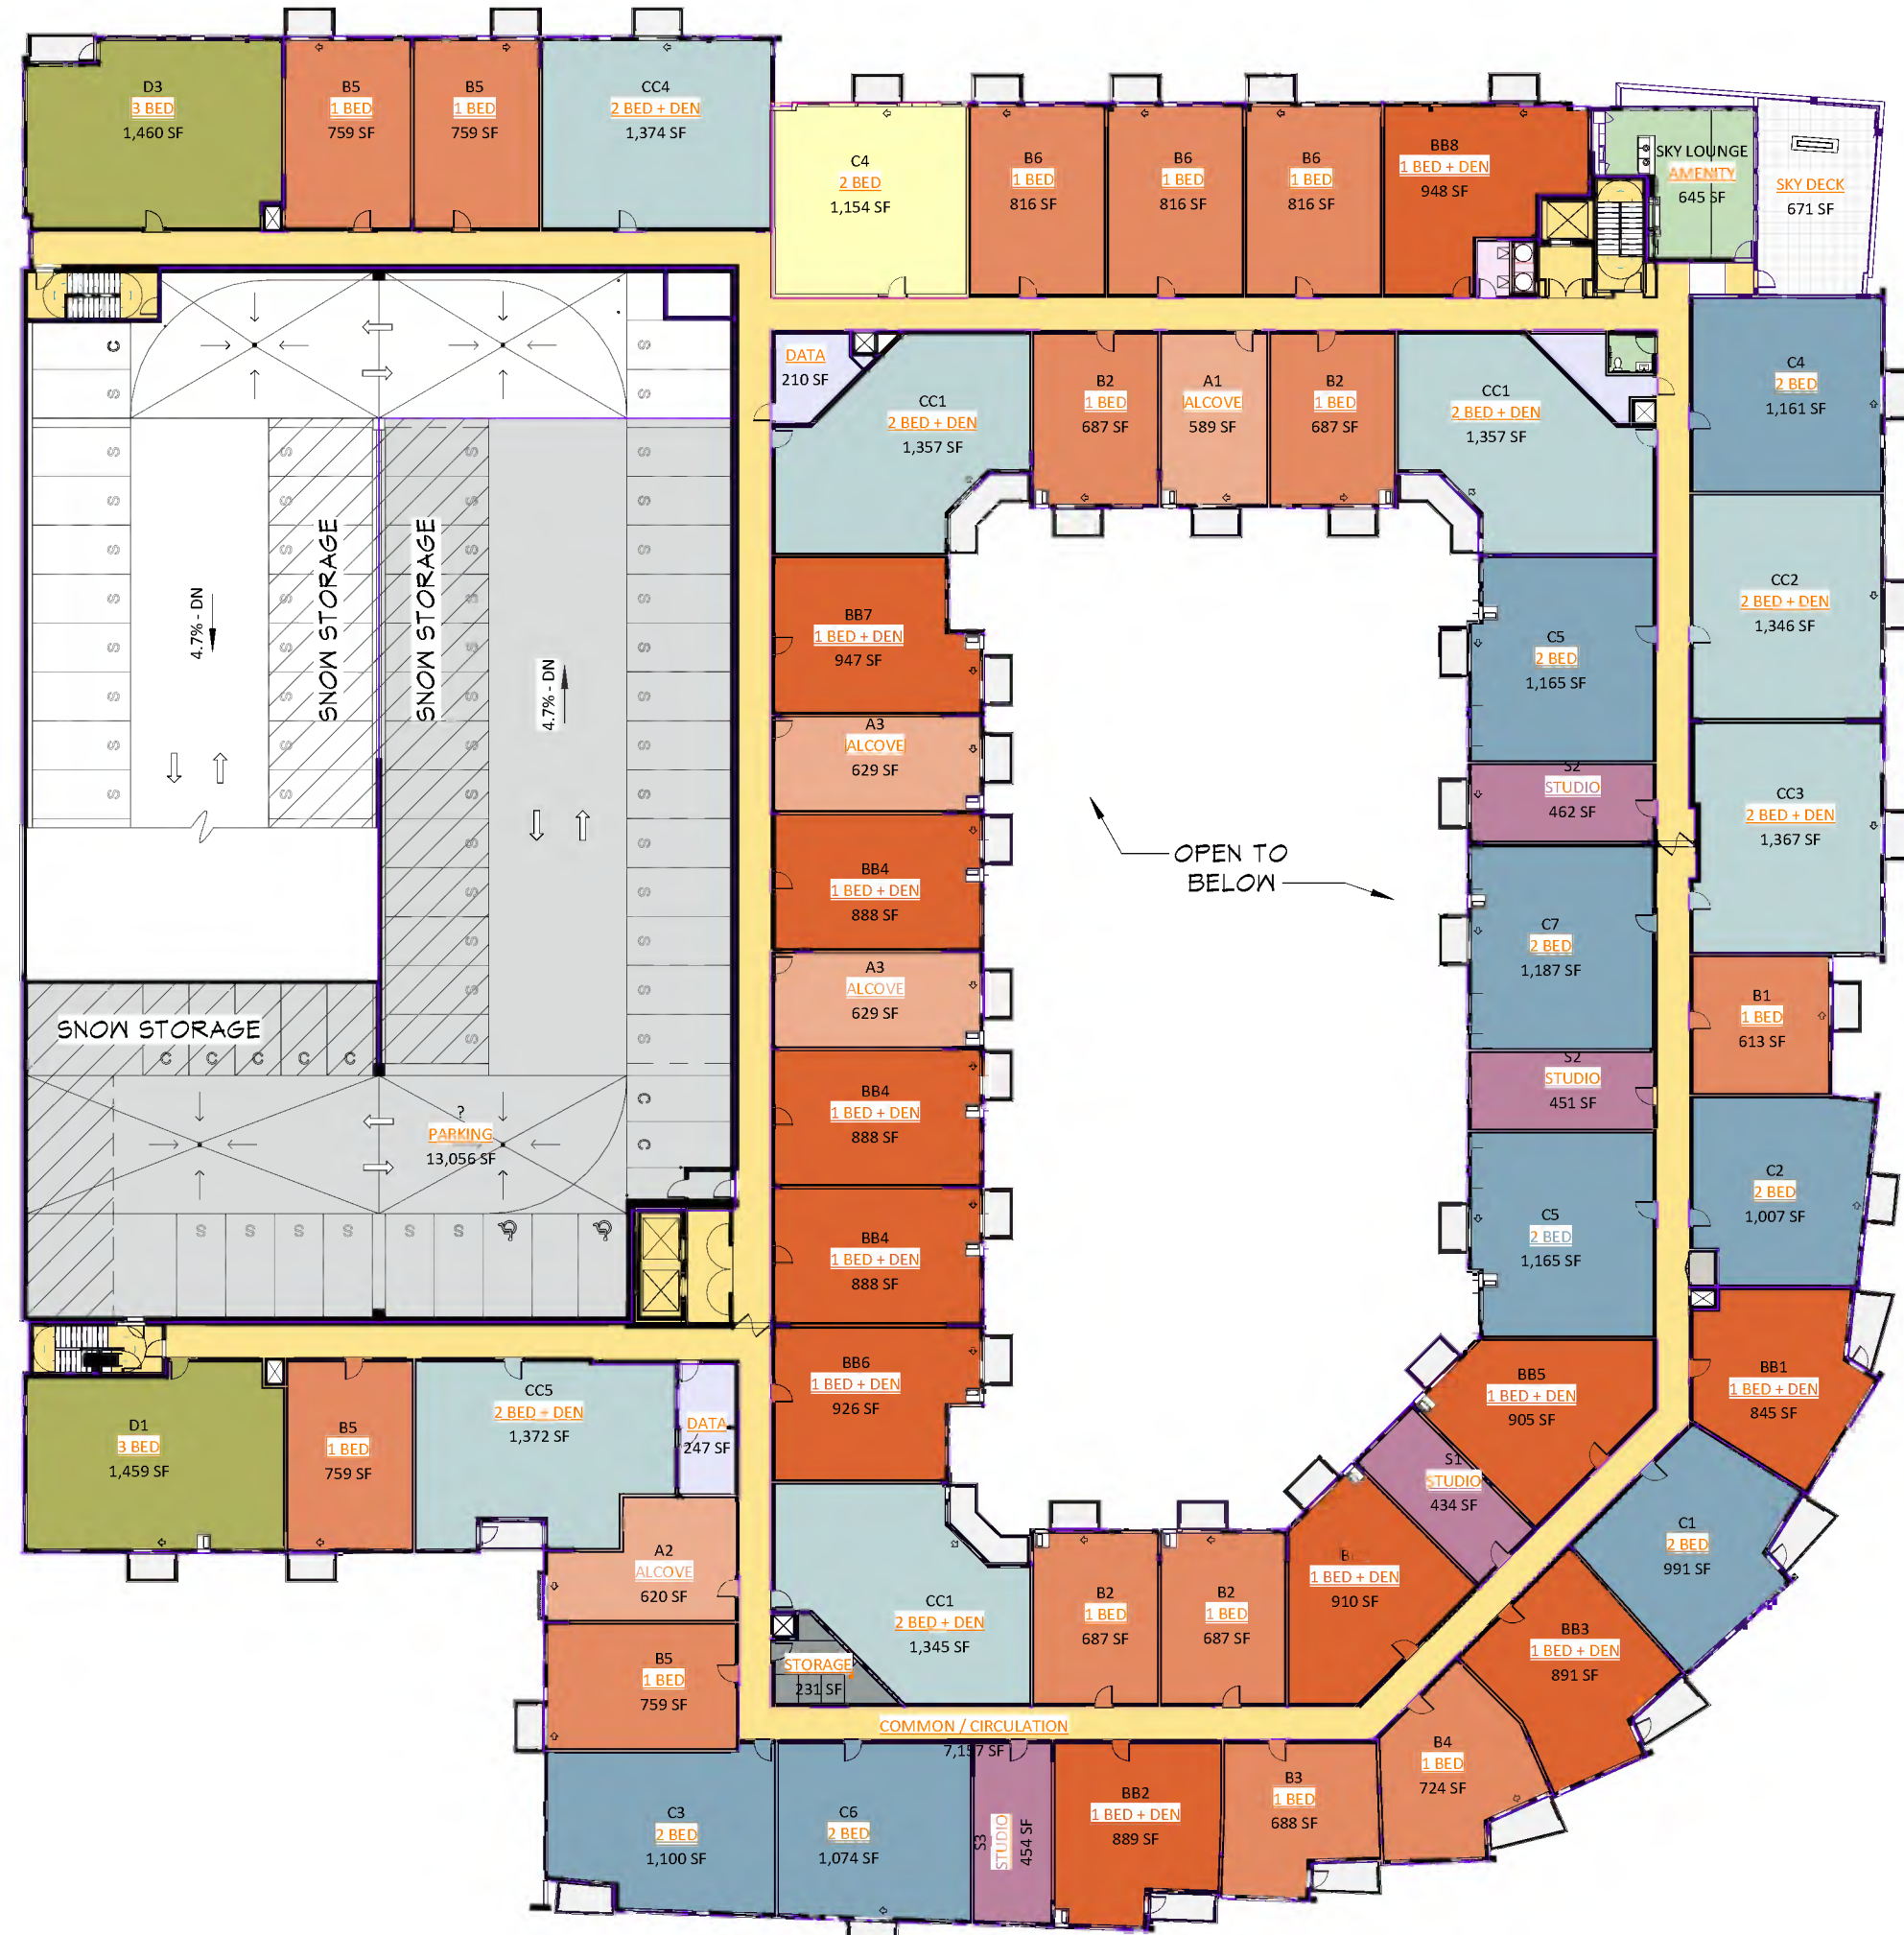 D3
3 BED
1,460 SF
B5
1 BED
759 SF
B5
1 BED
759 SF
CC4
2 BED + DEN
1,374 SF
C4
2 BED
1,154 SF
B6
1 BED
816 SF
B6
1 BED
816 SF
B6
1 BED
816 SF
BB8
1 BED + DEN
948 SF
SKY LOUNGE
AMENITY
645 SF
SKY DECK
671 SF
DATA
210 SF
CC1
2 BED + DEN
1,357 SF
B2
1 BED
687 SF
A1
ALCOVE
589 SF
B2
1 BED
687 SF
CC1
2 BED + DEN
1,357 SF
C4
2 BED
1,161 SF
CC2
2 BED + DEN
1,346 SF
CC3
2 BED + DEN
1,367 SF
SNOW STORAGE
SNOW STORAGE
4.7% - DN
4.7% - DN
BB7
1 BED + DEN
947 SF
A3
ALCOVE
629 SF
BB4
1 BED + DEN
888 SF
A3
ALCOVE
629 SF
BB4
1 BED + DEN
888 SF
BB4
1 BED + DEN
888 SF
BB6
1 BED + DEN
926 SF
OPEN TO
BELOW
C5
2 BED
1,165 SF
S2
STUDIO
462 SF
C7
2 BED
1,187 SF
S2
STUDIO
451 SF
C5
2 BED
1,165 SF
B1
1 BED
613 SF
C2
2 BED
1,007 SF
BB1
1 BED + DEN
845 SF
BB5
1 BED + DEN
905 SF
S1
STUDIO
434 SF
C1
2 BED
991 SF
SNOW STORAGE
C C C C C
?
PARKING
13,056 SF
S S S S S S
D1
3 BED
1,459 SF
B5
1 BED
759 SF
CC5
2 BED + DEN
1,372 SF
DATA
247 SF
A2
ALCOVE
620 SF
B5
1 BED
759 SF
CC1
2 BED + DEN
1,345 SF
STORAGE
231 SF
B2
1 BED
687 SF
B2
1 BED
687 SF
1 BED + DEN
910 SF
BB3
1 BED + DEN
891 SF
B4
1 BED
724 SF
COMMON / CIRCULATION
7,157 SF
C3
2 BED
1,100 SF
C6
2 BED
1,074 SF
S3
STUDIO
454 SF
BB2
1 BED + DEN
889 SF
B3
1 BED
688 SF